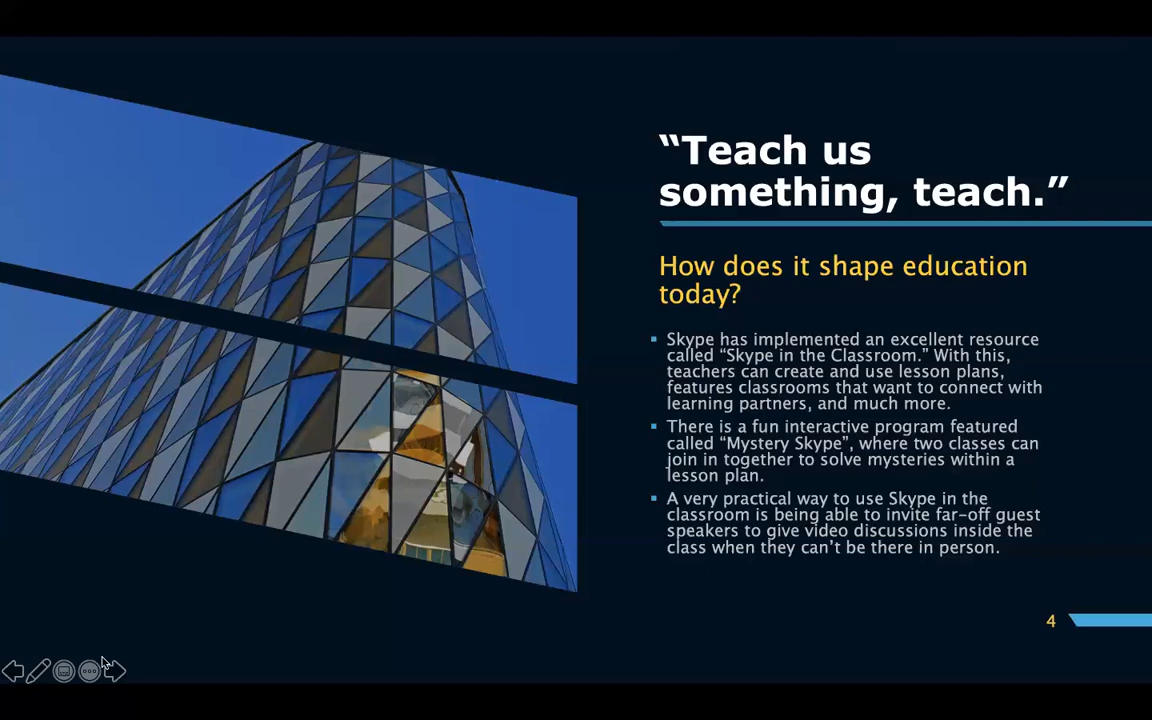 “Teach us
something, teach.”
How does it shape education
today?
Skype has implemented an excellent resource
called “Skype in the Classroom.” With this,
teachers can create and use lesson plans,
features classrooms that want to connect with
learning partners, and much more.
There is a fun interactive program featured
called “Mystery Skype”, where two classes can
join in together to solve mysteries within a
lesson plan.
A very practical way to use Skype in the
classroom is being able to invite far-off guest
speakers to give video discussions inside the
class when they can’t be there in person.
4